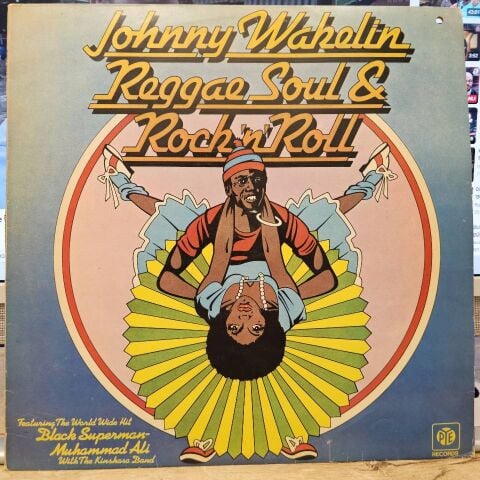 Johnny Wakelin
Reggae Soul &
Rock 'n' Roll
Featuring The World Wide Hit
Black Superman-
Muhammad Ali
With The Kinshasa Band
PYE
RECORDS